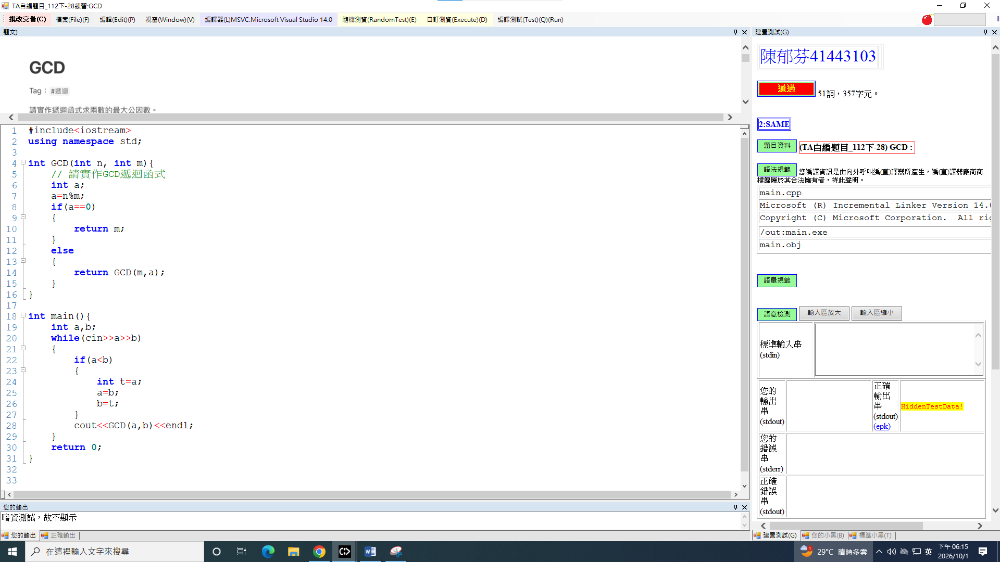 TA自編題目_112下-28練習:GCD
批改交卷(C) 檔案(File)(F) 編輯(Edit)(P) 視窗(Window)(V) 編譯器(L)MSVC:Microsoft Visual Studio 14.0 隨機測資(RandomTest)(E) 自訂測資(Execute)(D) 編譯測試(Test)(Q)(Run)
題文)
GCD
Tag： #遞迴
請實作遞迴函式求兩數的最大公因數。
1 #include<iostream>
2 using namespace std;
3
4 int GCD(int n, int m){
5 // 請實作GCD遞迴函式
6 int a;
7 a=n%m;
8 if(a==0)
9 {
10 return m;
11 }
12 else
13 {
14 return GCD(m,a);
15 }
16 }
17
18 int main(){
19 int a,b;
20 while(cin>>a>>b)
21 {
22 if(a<b)
23 {
24 int t=a;
25 a=b;
26 b=t;
27 }
28 cout<<GCD(a,b)<<endl;
29 }
30 return 0;
31 }
32
33
您的輸出
暗資測試，故不顯示
您的輸出 正確輸出
建置測試(G)
陳郁芬41443103
通過 51詞，357字元。
2:SAME
題目資料 (TA自編題目_112下-28) GCD :
語法規範 您編譯資訊是由向外呼叫編(直)譯器所產生，編(直)譯器廠商商
標歸屬於其合法擁有者，特此聲明。
main.cpp
Microsoft (R) Incremental Linker Version 14.0
Copyright (C) Microsoft Corporation.  All rig
/out:main.exe
main.obj
語量規範
語意檢測 輸入區放大 輸入區縮小
標準輸入串
(stdin)
您的
輸出
串
(stdout)
正確
輸出
串
(stdout)
(epk)
HiddenTestData!
您的
錯誤
串
(stderr)
正確
錯誤
串
(stdout)
建置測試(G) 您的小黑(B) 標準小黑(T)
在這裡輸入文字來搜尋
29°C 晴時多雲
英
下午 06:15
2026/10/1